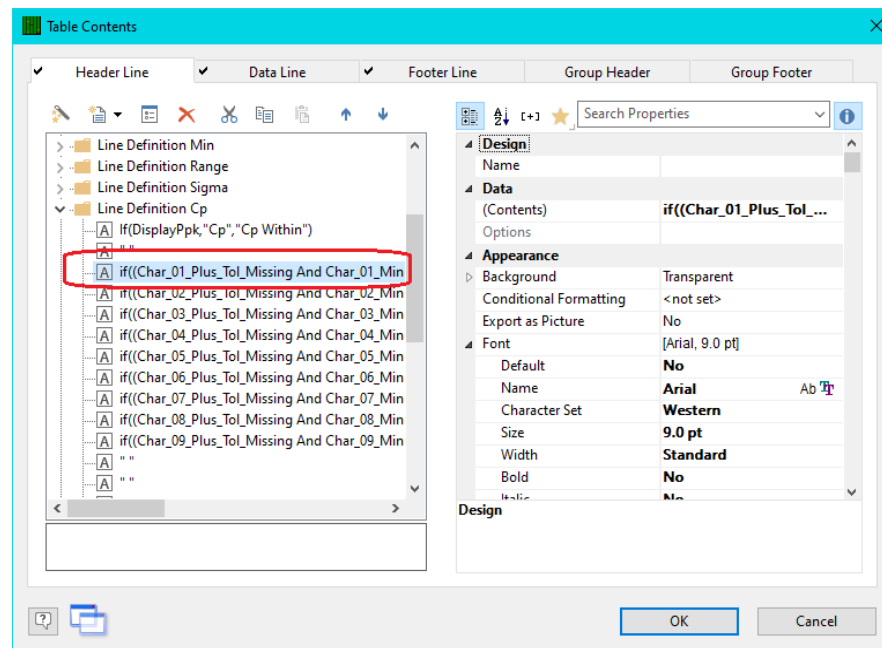 Table Contents
Header Line
Data Line
Footer Line
Group Header
Group Footer
Search Properties
Line Definition Min
Line Definition Range
Line Definition Sigma
Line Definition Cp
If(DisplayPpk,"Cp","Cp Within")
" "
if((Char_01_Plus_Tol_Missing And Char_01_Min
if((Char_02_Plus_Tol_Missing And Char_02_Min
if((Char_03_Plus_Tol_Missing And Char_03_Min
if((Char_04_Plus_Tol_Missing And Char_04_Min
if((Char_05_Plus_Tol_Missing And Char_05_Min
if((Char_06_Plus_Tol_Missing And Char_06_Min
if((Char_07_Plus_Tol_Missing And Char_07_Min
if((Char_08_Plus_Tol_Missing And Char_08_Min
if((Char_09_Plus_Tol_Missing And Char_09_Min
" "
" "
Design
Name
Data
(Contents) if((Char_01_Plus_Tol_...
Options
Appearance
Background Transparent
Conditional Formatting <not set>
Export as Picture No
Font [Arial, 9.0 pt]
Default No
Name Arial Ab
Character Set Western
Size 9.0 pt
Width Standard
Bold No
Italic No
Design
OK
Cancel